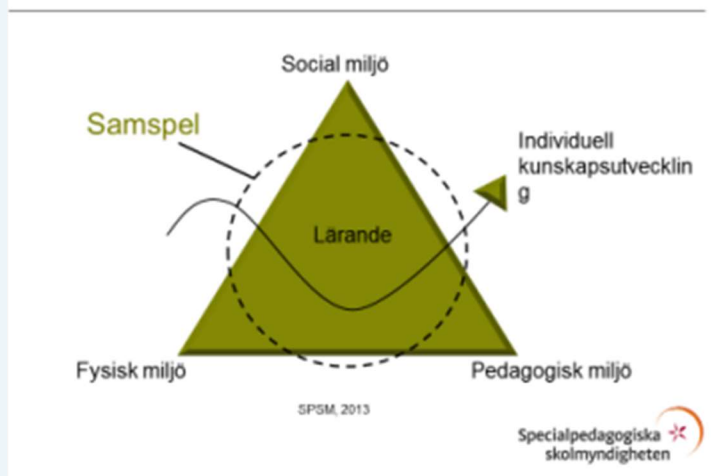 Social miljö
Samspel
Individuell
kunskapsutvecklin
g
Lärande
Fysisk miljö
Pedagogisk miljö
SPSM, 2013
Specialpedagogiska
skolmyndigheten